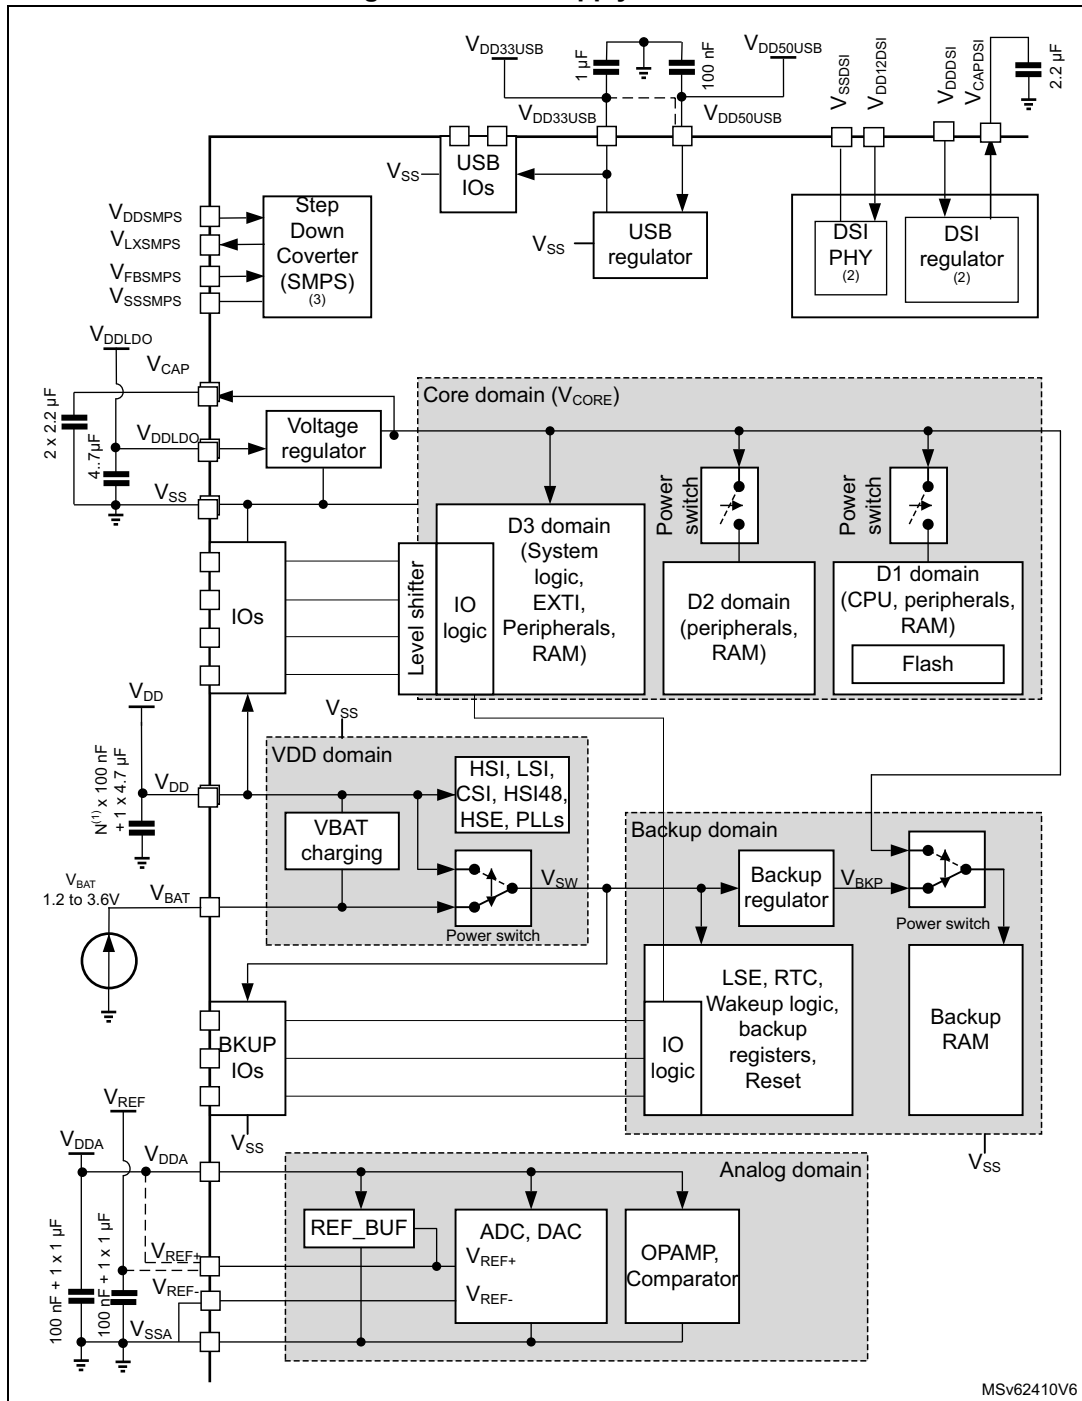 VDD33USB
1 µF
100 nF
VDD50USB
VSSDSI
VDD12DSI
VDDDSI
VCAPDSI
2.2 µF
VDD33USB
VDD50USB
VSS
USB
IOs
VDDSMPS
VLXSMPS
VFBSMPS
VSSSMPS
Step
Down
Coverter
(SMPS)
(3)
VSS
USB
regulator
DSI
PHY
(2)
DSI
regulator
(2)
VDDLDO
VCAP
2 x 2.2 µF
VDDLDO
4..7µF
VSS
Voltage
regulator
Core domain (VCORE)
Power
switch
Power
switch
D3 domain
(System
logic,
EXTI,
Peripherals,
RAM)
IOs
Level shifter
IO
logic
D2 domain
(peripherals,
RAM)
D1 domain
(CPU, peripherals,
RAM)
Flash
VDD
VDD
N(1) x 100 nF
+ 1 x 4.7 µF
VSS
VDD domain
HSI, LSI,
CSI, HSI48,
HSE, PLLs
VBAT
charging
VBAT
1.2 to 3.6V
VBAT
VSW
Power switch
Backup domain
Backup
regulator
VBKP
Power switch
BKUP
IOs
VSS
IO
logic
LSE, RTC,
Wakeup logic,
backup
registers,
Reset
Backup
RAM
VSS
VREF
VDDA
VDDA
100 nF + 1 x 1 µF
100 nF + 1 x 1 µF
VREF+
VREF-
VSSA
Analog domain
REF_BUF
ADC, DAC
VREF+
VREF-
OPAMP,
Comparator
MSv62410V6